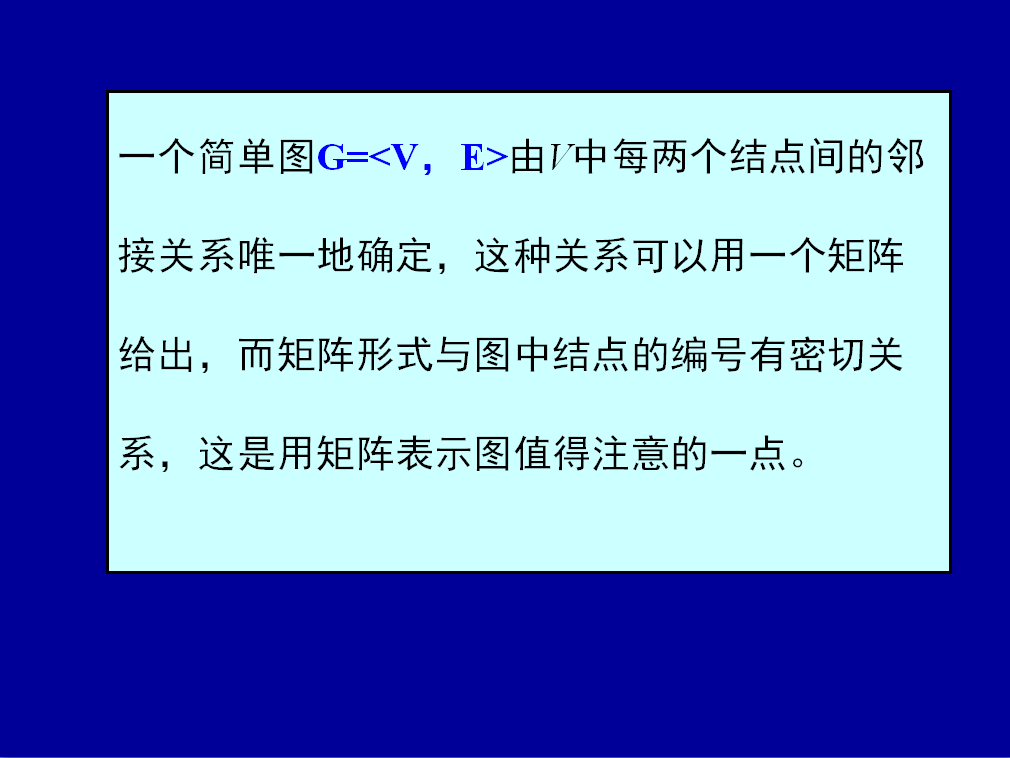 一个简单图G=<V，E>由V中每两个结点间的邻
接关系唯一地确定，这种关系可以用一个矩阵
给出，而矩阵形式与图中结点的编号有密切关
系，这是用矩阵表示图值得注意的一点。